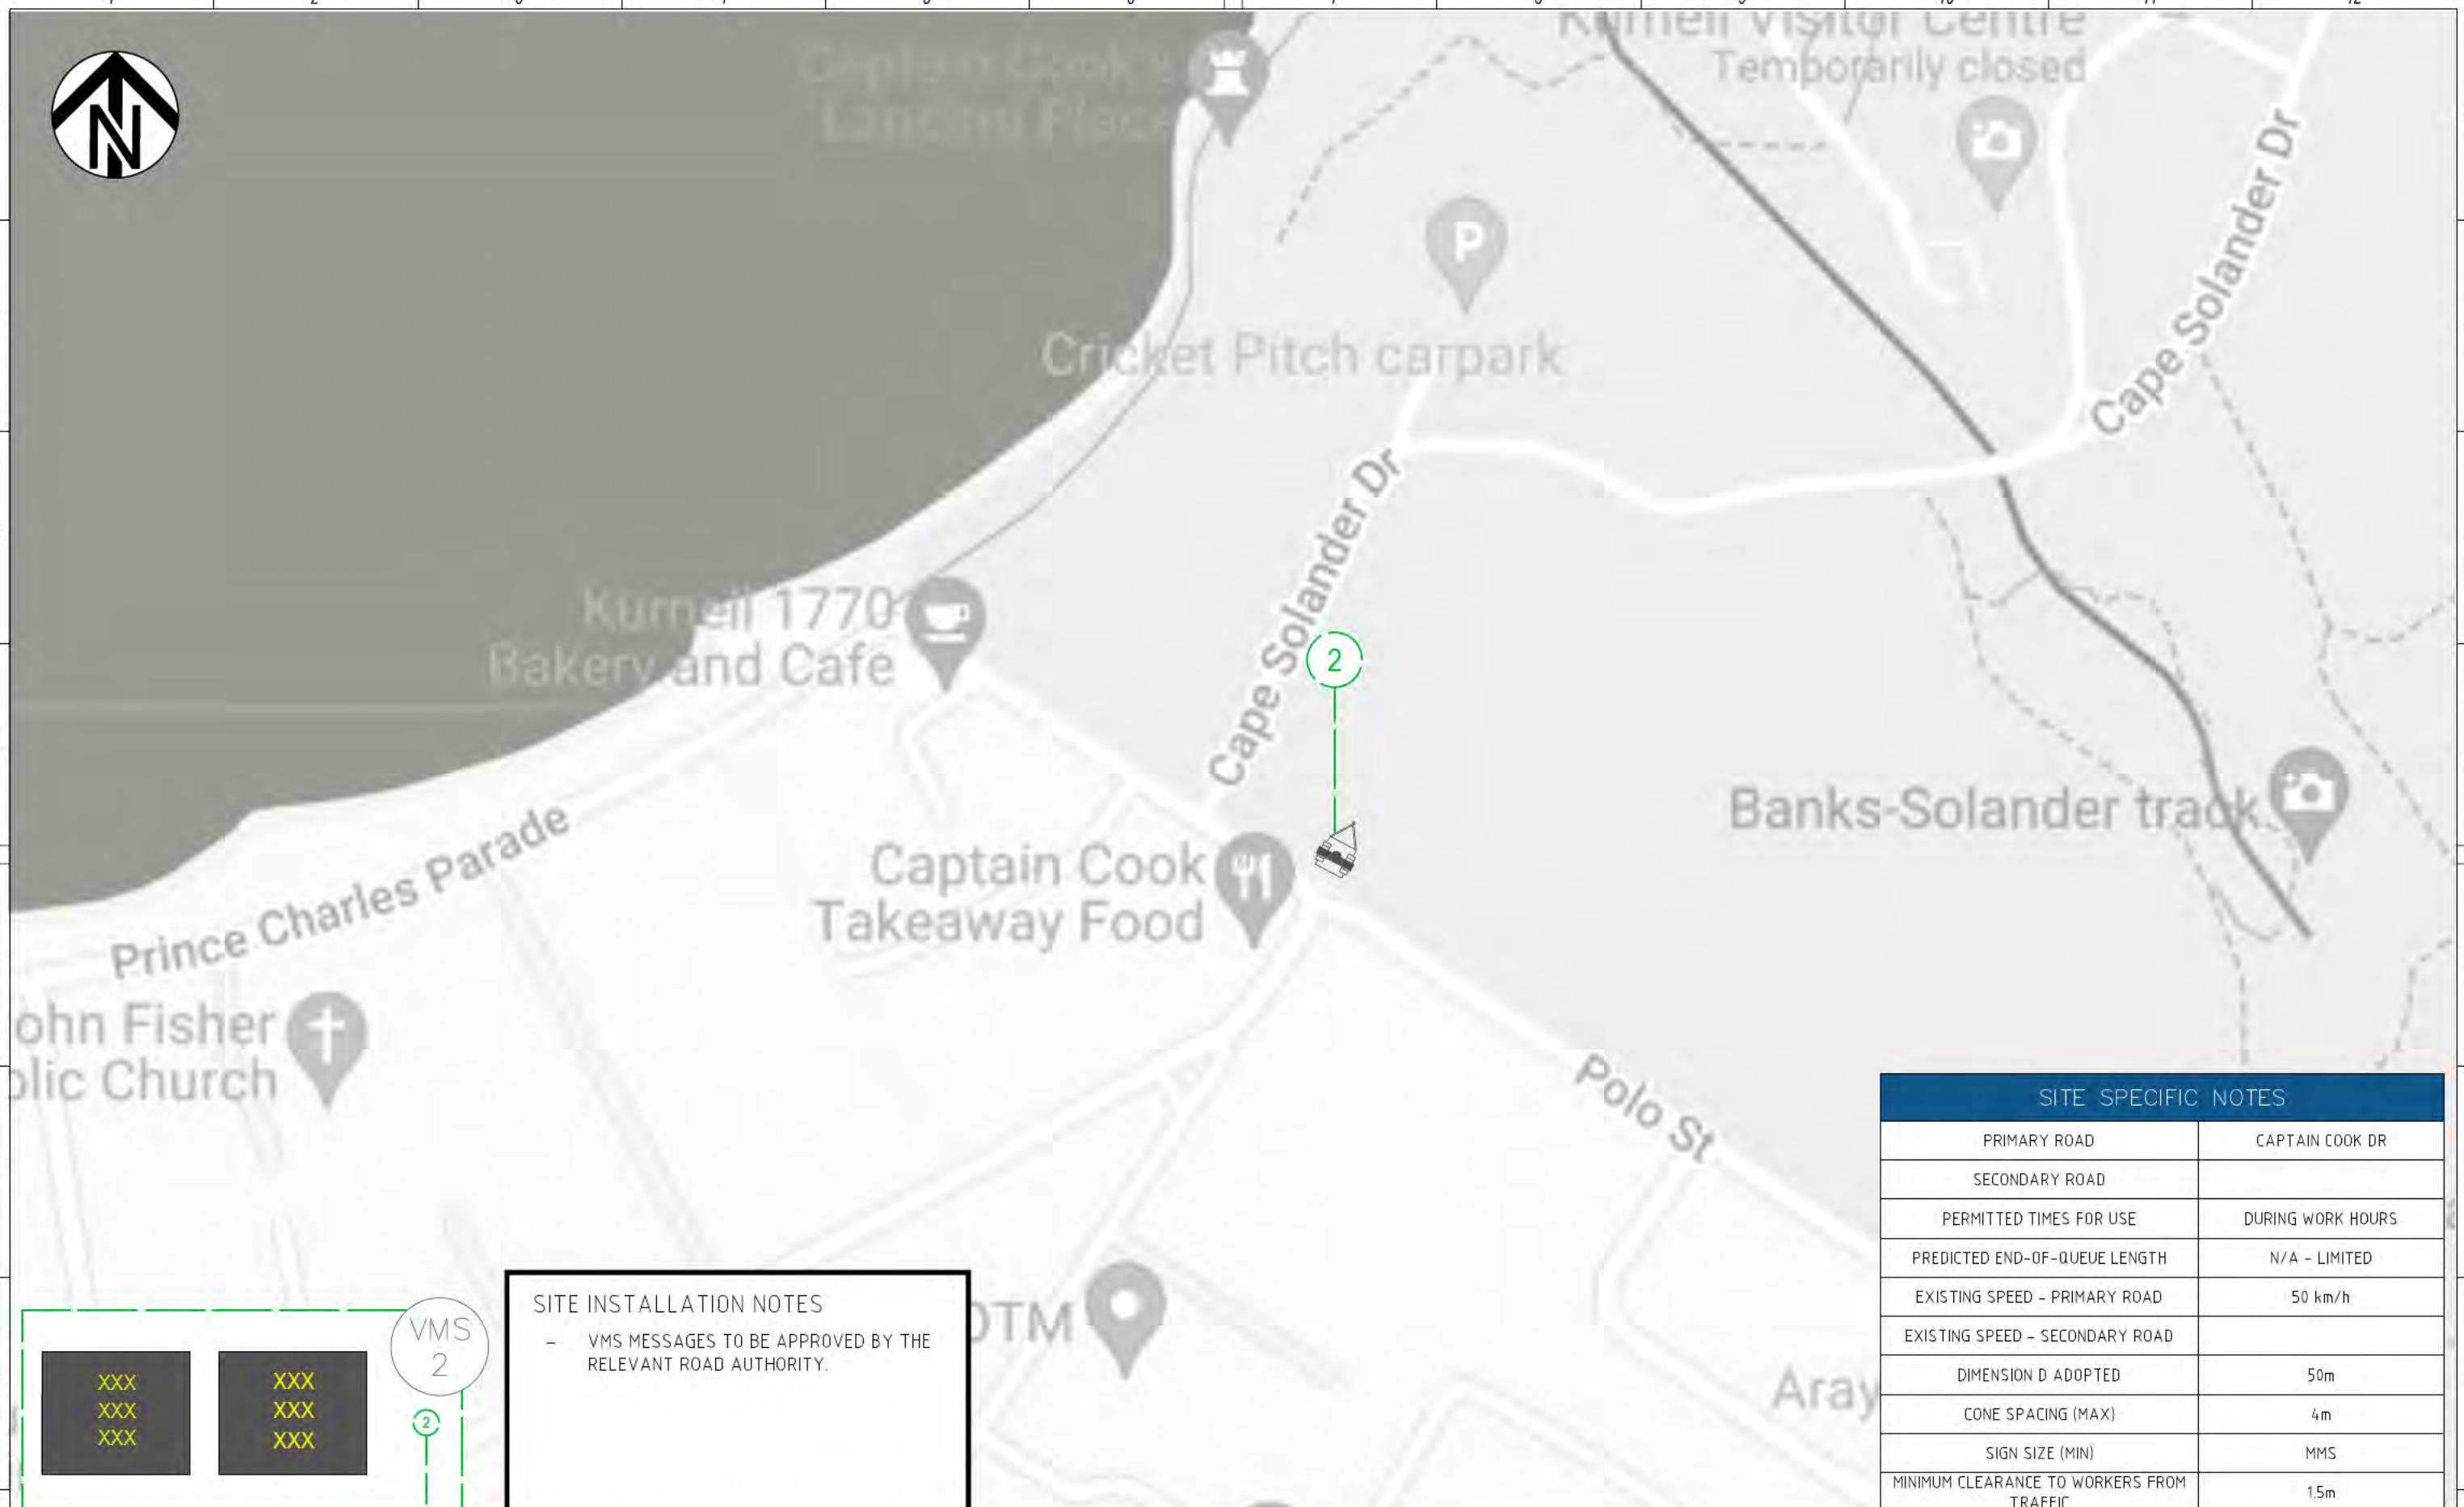 N
Captain Cook's
Landing Place
Kurnell Visitor Centre
Temporarily closed
P
Cricket Pitch carpark
Cape Solander Dr
Cape Solander Dr
Kurnell 1770
Bakery and Cafe
2
Banks-Solander track
Captain Cook
Takeaway Food
Prince Charles Parade
ohn Fisher
olic Church
Polo St
OTM
Aray
SITE SPECIFIC NOTES
PRIMARY ROAD CAPTAIN COOK DR
SECONDARY ROAD
PERMITTED TIMES FOR USE DURING WORK HOURS
PREDICTED END-OF-QUEUE LENGTH N/A - LIMITED
EXISTING SPEED - PRIMARY ROAD 50 km/h
EXISTING SPEED - SECONDARY ROAD
DIMENSION D ADOPTED 50m
CONE SPACING (MAX) 4m
SIGN SIZE (MIN) MMS
MINIMUM CLEARANCE TO WORKERS FROM
TRAFFIC 1.5m
VMS
2
XXX XXX
XXX XXX
XXX XXX
2
SITE INSTALLATION NOTES
- VMS MESSAGES TO BE APPROVED BY THE
RELEVANT ROAD AUTHORITY.